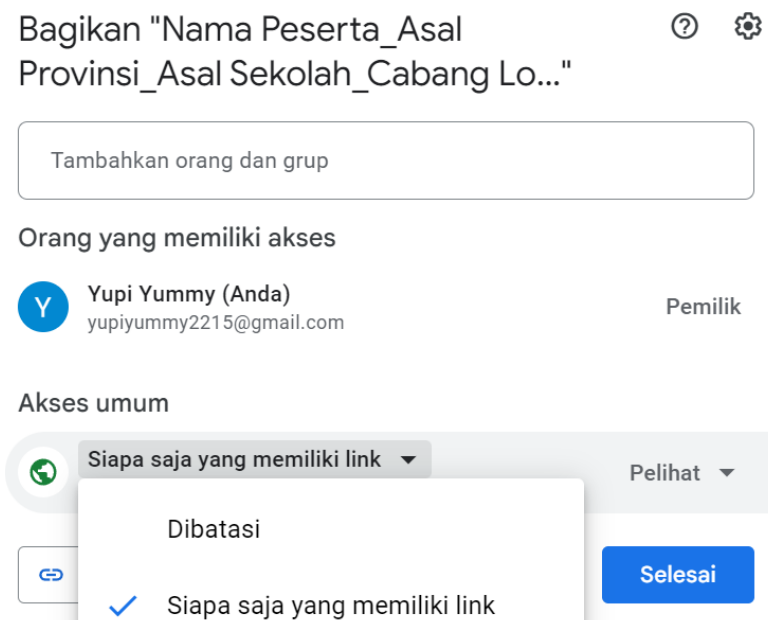 Bagikan "Nama Peserta_Asal
Provinsi_Asal Sekolah_Cabang Lo..."
Tambahkan orang dan grup
Orang yang memiliki akses
Y
Yupi Yummy (Anda)
yupiyummy2215@gmail.com
Pemilik
Akses umum
Siapa saja yang memiliki link
Pelihat
Dibatasi
Selesai
Siapa saja yang memiliki link